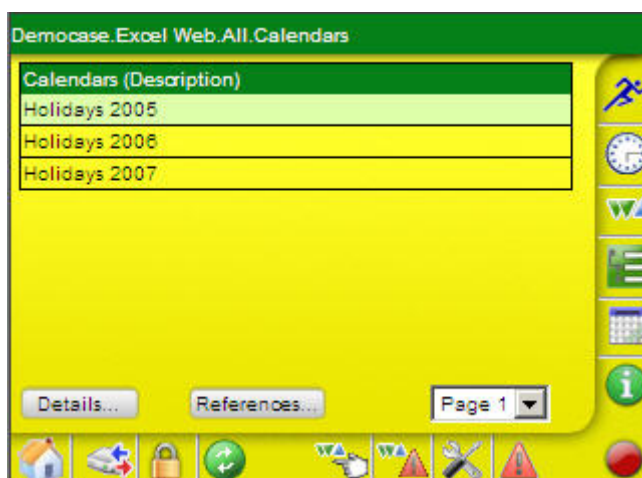 Democase.Excel Web.All.Calendars
Calendars (Description)
Holidays 2005
Holidays 2006
Holidays 2007
Details... References... Page 1